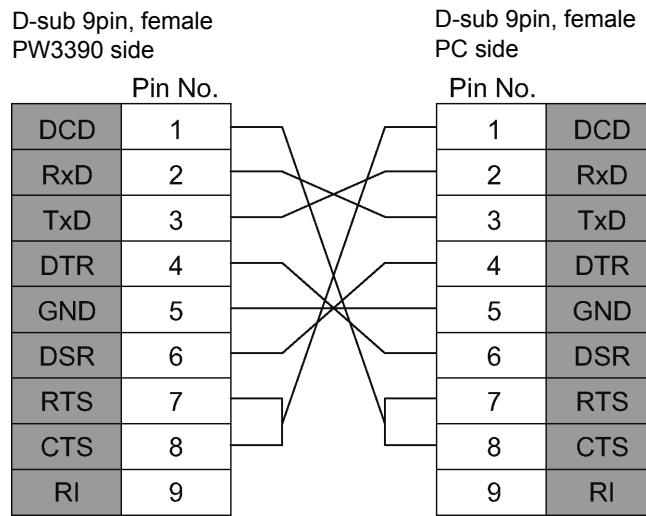 D-sub 9pin, female D-sub 9pin, female
PW3390 side PC side
Pin No. Pin No.
DCD 1 1 DCD
RxD 2 2 RxD
TxD 3 3 TxD
DTR 4 4 DTR
GND 5 5 GND
DSR 6 6 DSR
RTS 7 7 RTS
CTS 8 8 CTS
RI 9 9 RI